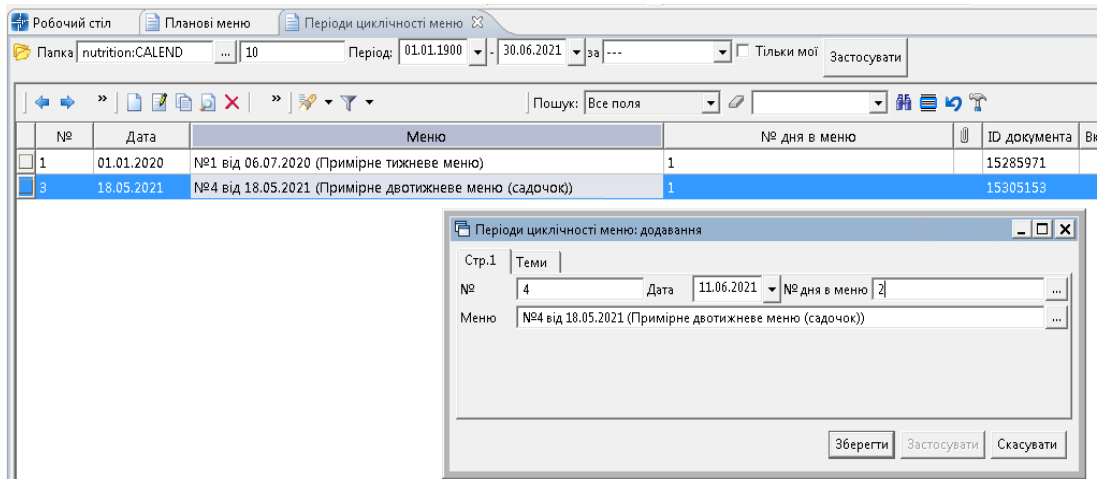 Робочий стіл Планові меню Періоди циклічності меню
Папка nutrition:CALEND ... 10 Період: 01.01.1900 - 30.06.2021 за --- Тільки мої Застосувати
» » Пошук: Все поля
№ Дата Меню № дня в меню ID документа
1 01.01.2020 №1 від 06.07.2020 (Примірне тижневе меню) 1 15285971
3 18.05.2021 №4 від 18.05.2021 (Примірне двотижневе меню (садочок)) 1 15305153
Періоди циклічності меню: додавання
Стр.1 Теми
№ 4 Дата 11.06.2021 № дня в меню 2 ...
Меню №4 від 18.05.2021 (Примірне двотижневе меню (садочок)) ...
Зберегти Застосувати Скасувати